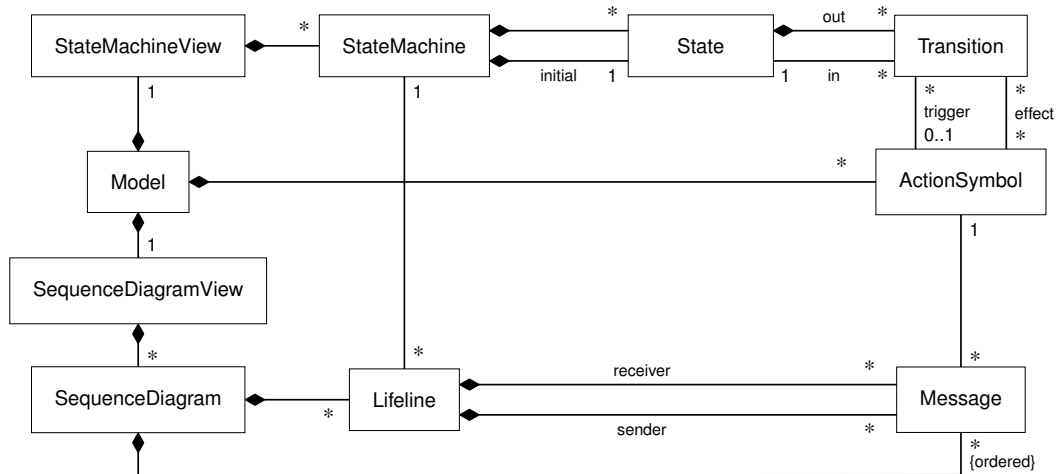 * * out *
StateMachineView StateMachine State Transition
initial 1 1 in *
1 1 * *
trigger effect
0..1 *
* ActionSymbol
Model
1
1
SequenceDiagramView
* * *
receiver *
SequenceDiagram Lifeline Message
* sender *
*
{ordered}